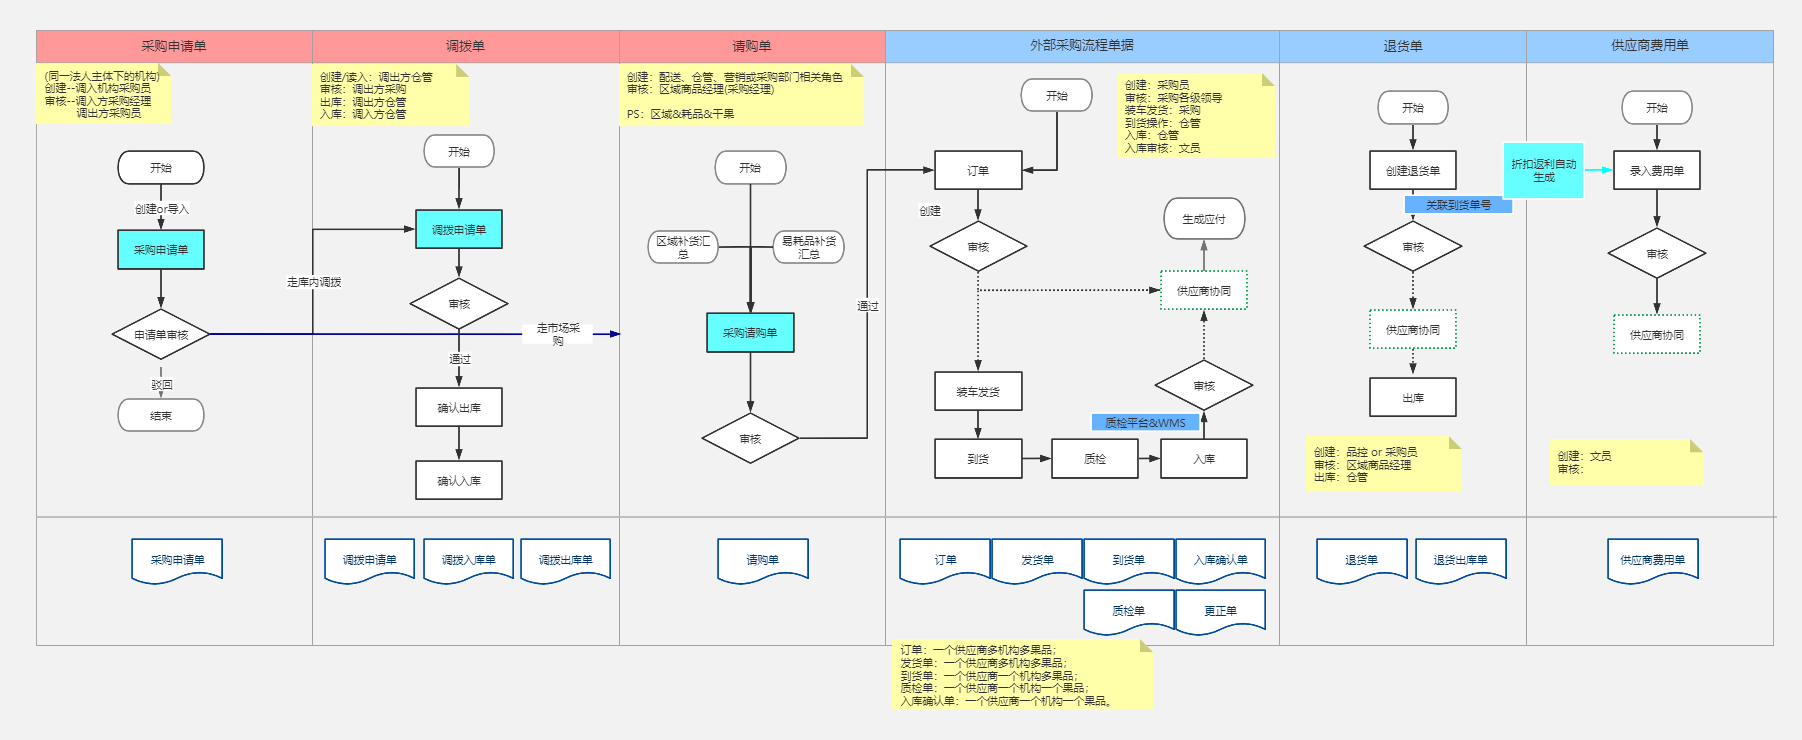 采购申请单
调拨单
请购单
外部采购流程单据
退货单
供应商费用单
(同一法人主体下的机构)
创建--调入机构采购员
审核--调入方采购经理
调出方采购员
开始
创建or导入
采购申请单
申请单审核
驳回
结束
走库内调拨
走市场采
购
创建/读入：调出方仓管
审核：调出方采购
出库：调出方仓管
入库：调入方仓管
开始
调拨申请单
审核
通过
确认出库
确认入库
创建：配送、仓管、营销或采购部门相关角色
审核：区域商品经理(采购经理)
PS：区域&耗品&干果
开始
区域补货汇
总
易耗品补货
汇总
采购请购单
审核
通过
创建：采购员
审核：采购各级领导
装车发货：采购
到货操作：仓管
入库：仓管
入库审核：文员
开始
订单
创建
审核
生成应付
供应商协同
装车发货
审核
质检平台&WMS
到货
质检
入库
开始
创建退货单
关联到货单号
审核
供应商协同
出库
创建：品控 or 采购员
审核：区域商品经理
出库：仓管
开始
折扣返利自动
生成
录入费用单
审核
供应商协同
创建：文员
审核：
采购申请单
调拨申请单
调拨入库单
调拨出库单
请购单
订单
发货单
到货单
入库确认单
质检单
更正单
退货单
退货出库单
供应商费用单
订单：一个供应商多机构多果品；
发货单：一个供应商多机构多果品；
到货单：一个供应商一个机构多果品；
质检单：一个供应商一个机构一个果品；
入库确认单：一个供应商一个机构一个果品。